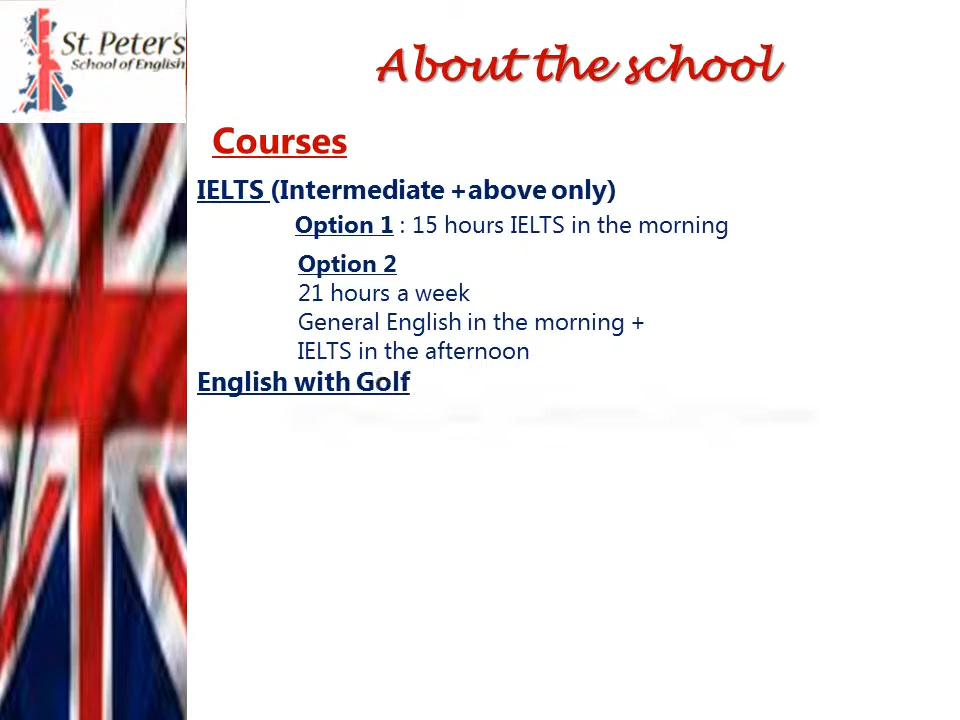 St. Peter's
School of English
About the school
Courses
IELTS (Intermediate +above only)
Option 1 : 15 hours IELTS in the morning
Option 2
21 hours a week
General English in the morning +
IELTS in the afternoon
English with Golf